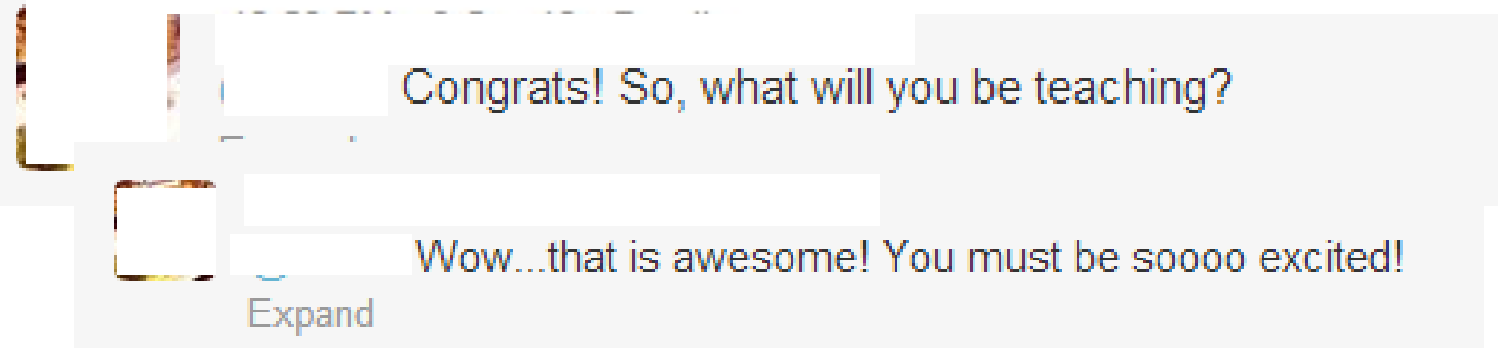 Congrats! So, what will you be teaching?
Wow...that is awesome! You must be soooo excited!
Expand